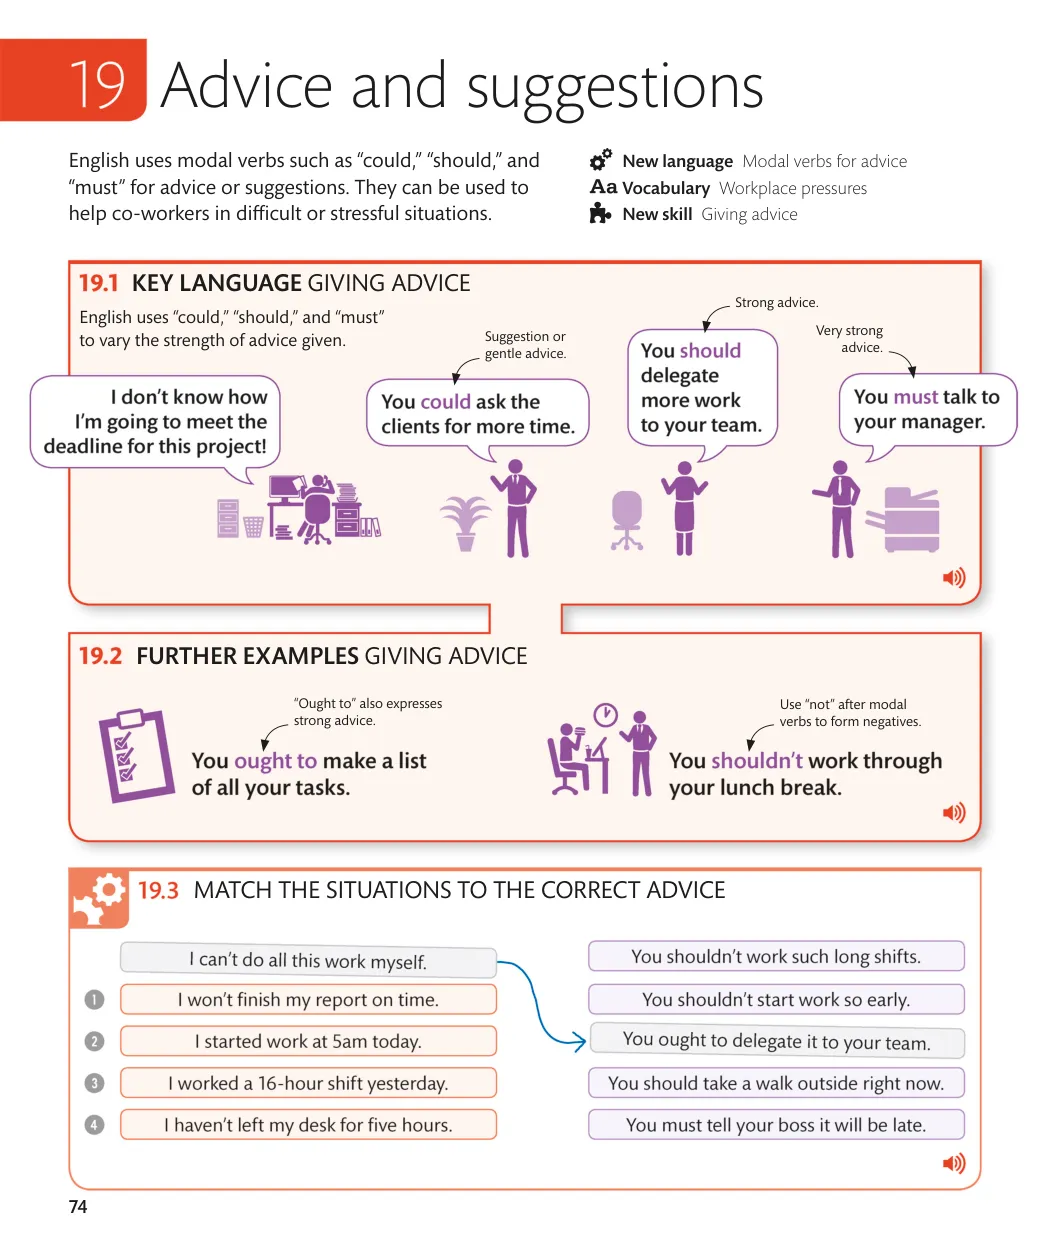 19 Advice and suggestions
English uses modal verbs such as “could,” “should,” and
“must” for advice or suggestions. They can be used to
help co-workers in difficult or stressful situations.
New language Modal verbs for advice
Aa Vocabulary Workplace pressures
New skill Giving advice
19.1 KEY LANGUAGE GIVING ADVICE
English uses “could,” “should,” and “must”
to vary the strength of advice given.
I don’t know how
I’m going to meet the
deadline for this project!
Suggestion or
gentle advice.
You could ask the
clients for more time.
Strong advice.
You should
delegate
more work
to your team.
Very strong
advice.
You must talk to
your manager.
19.2 FURTHER EXAMPLES GIVING ADVICE
“Ought to” also expresses
strong advice.
You ought to make a list
of all your tasks.
Use “not” after modal
verbs to form negatives.
You shouldn’t work through
your lunch break.
19.3 MATCH THE SITUATIONS TO THE CORRECT ADVICE
I can’t do all this work myself.
1 I won’t finish my report on time.
2 I started work at 5am today.
3 I worked a 16-hour shift yesterday.
4 I haven’t left my desk for five hours.
You shouldn’t work such long shifts.
You shouldn’t start work so early.
You ought to delegate it to your team.
You should take a walk outside right now.
You must tell your boss it will be late.
74